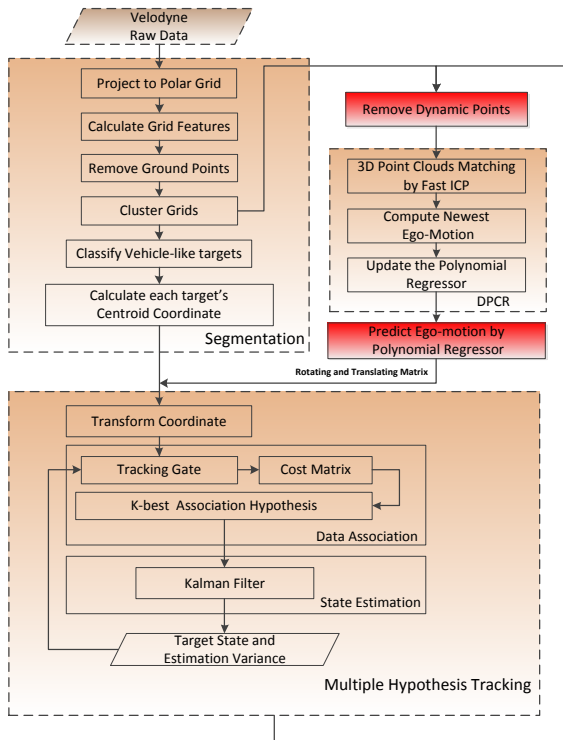 Velodyne
Raw Data
Project to Polar Grid
Calculate Grid Features
Remove Ground Points
Cluster Grids
Classify Vehicle-like targets
Calculate each target's
Centroid Coordinate
Segmentation
Remove Dynamic Points
3D Point Clouds Matching
by Fast ICP
Compute Newest
Ego-Motion
Update the Polynomial
Regressor
DPCR
Predict Ego-motion by
Polynomial Regressor
Rotating and Translating Matrix
Transform Coordinate
Tracking Gate
Cost Matrix
K-best Association Hypothesis
Data Association
Kalman Filter
State Estimation
Target State and
Estimation Variance
Multiple Hypothesis Tracking